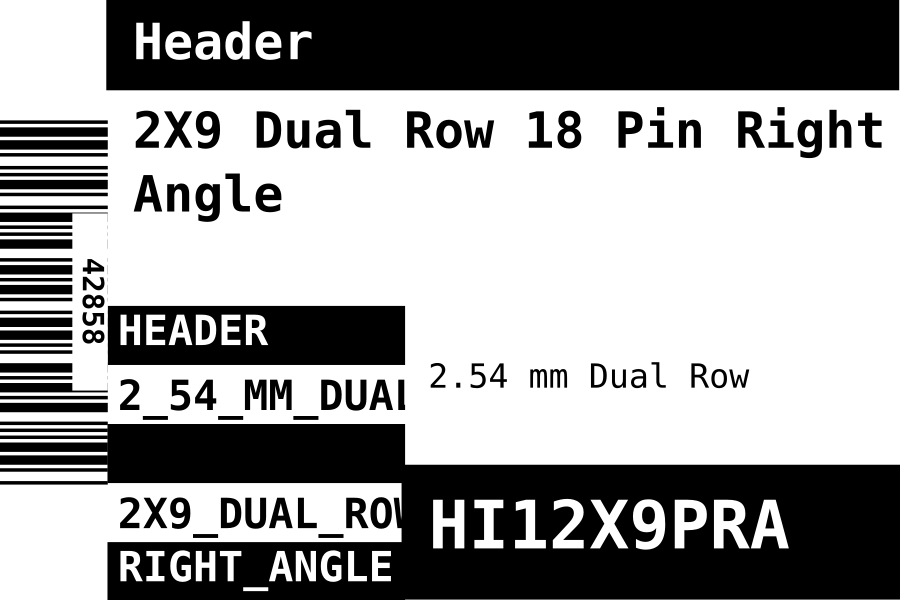 Header
2X9 Dual Row 18 Pin Right
Angle
42858
HEADER
2_54_MM_DUAL
2.54 mm Dual Row
2X9_DUAL_ROW
RIGHT_ANGLE
HI12X9PRA